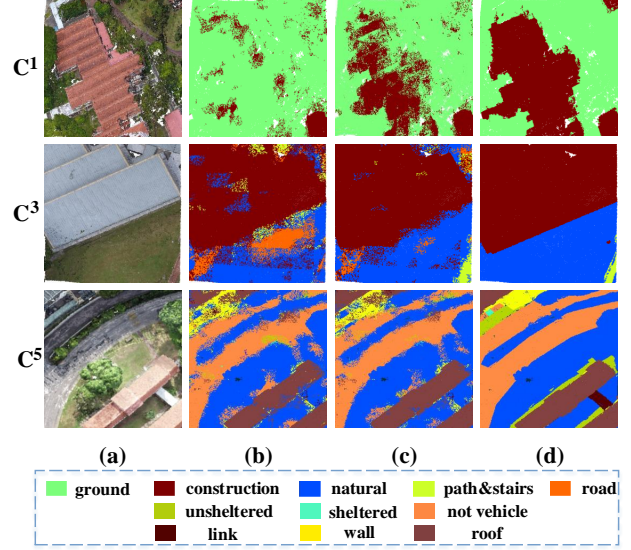 C1
C3
C5
(a) (b) (c) (d)
ground construction natural path&stairs road
unsheltered sheltered not vehicle
link wall roof